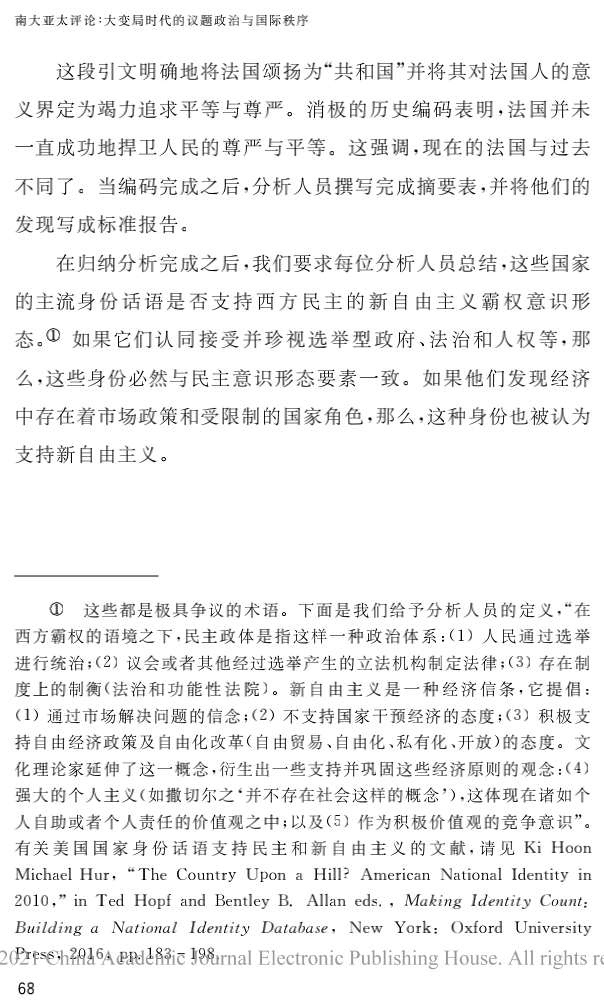 南大亚太评论:大变局时代的议题政治与国际秩序
这段引文明确地将法国颂扬为“共和国”并将其对法国人的意
义界定为竭力追求平等与尊严。消极的历史编码表明,法国并未
一直成功地捍卫人民的尊严与平等。这强调,现在的法国与过去
不同了。当编码完成之后,分析人员撰写完成摘要表,并将他们的
发现写成标准报告。
在归纳分析完成之后,我们要求每位分析人员总结,这些国家
的主流身份话语是否支持西方民主的新自由主义霸权意识形
态。① 如果它们认同接受并珍视选举型政府、法治和人权等,那
么,这些身份必然与民主意识形态要素一致。如果他们发现经济
中存在着市场政策和受限制的国家角色,那么,这种身份也被认为
支持新自由主义。
① 这些都是极具争议的术语。下面是我们给予分析人员的定义,“在
西方霸权的语境之下,民主政体是指这样一种政治体系:(1) 人民通过选举
进行统治;(2) 议会或者其他经过选举产生的立法机构制定法律;(3) 存在制
度上的制衡(法治和功能性法院)。新自由主义是一种经济信条,它提倡:
(1) 通过市场解决问题的信念;(2) 不支持国家干预经济的态度;(3) 积极支
持自由经济政策及自由化改革(自由贸易、自由化、私有化、开放)的态度。文
化理论家延伸了这一概念,衍生出一些支持并巩固这些经济原则的观念:(4)
强大的个人主义(如撒切尔之‘并不存在社会这样的概念’),这体现在诸如个
人自助或者个人责任的价值观之中;以及(5) 作为积极价值观的竞争意识”。
有关美国国家身份话语支持民主和新自由主义的文献,请见 Ki Hoon
Michael Hur, “The Country Upon a Hill? American National Identity in
2010,” in Ted Hopf and Bentley B. Allan eds., Making Identity Count:
Building a National Identity Database, New York: Oxford University
Press, 2016, pp. 183-198.
2021 China Academic Journal Electronic Publishing House. All rights re
68